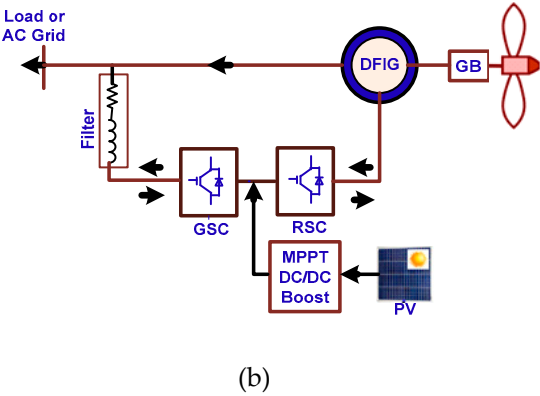 Load or
AC Grid
DFIG
GB
Filter
GSC
RSC
MPPT
DC/DC
Boost
PV
(b)